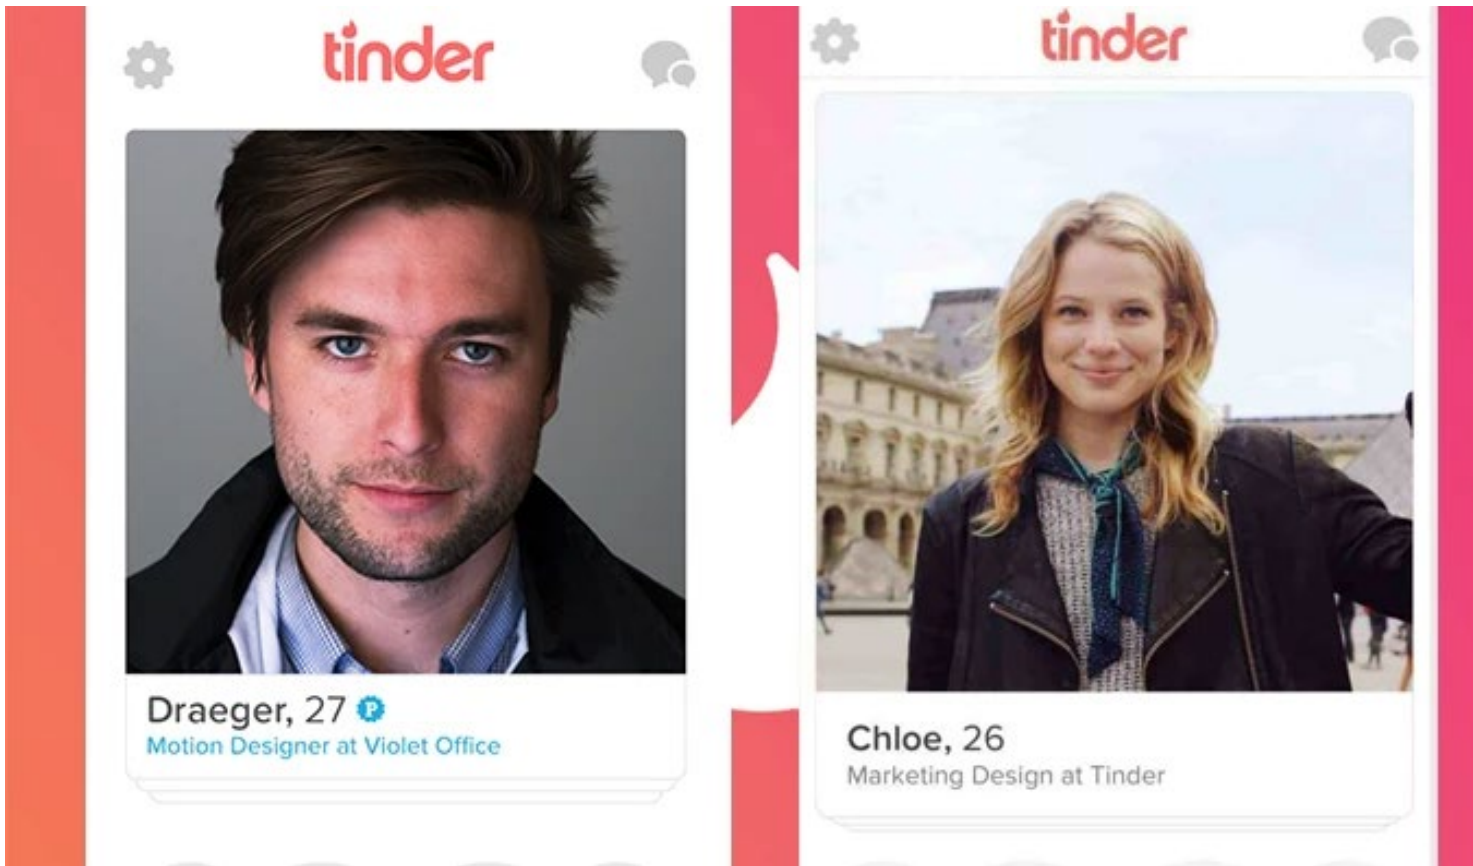 tinder
Draeger, 27 P
Motion Designer at Violet Office
tinder
Chloe, 26
Marketing Design at Tinder